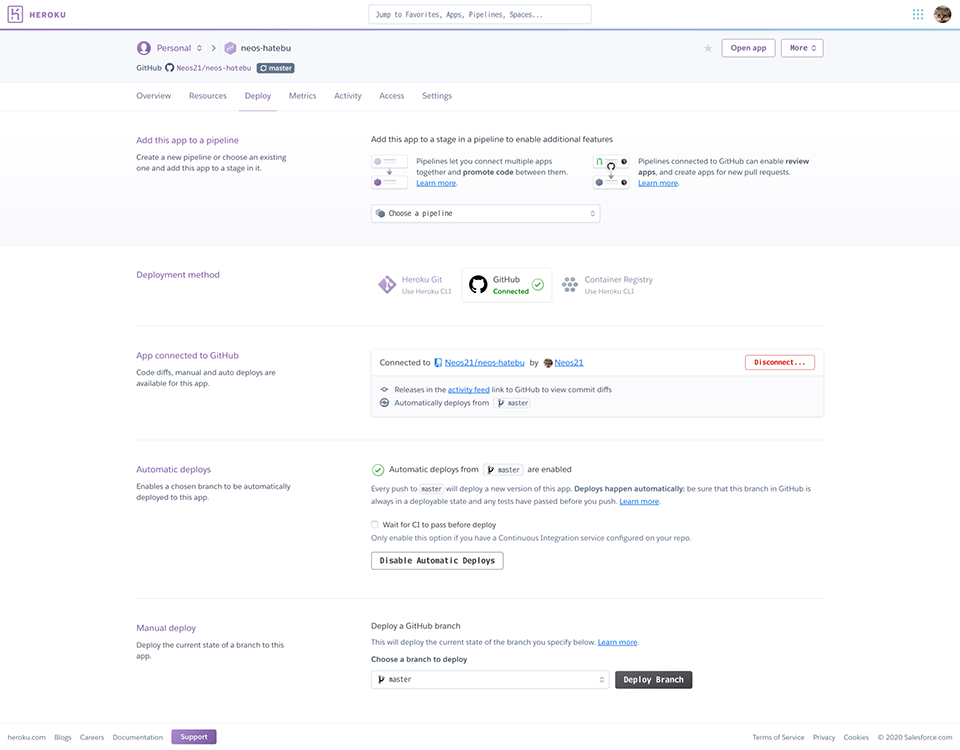 HEROKU
Jump to Favorites, Apps, Pipelines, Spaces...
Personal > neos-hatebu
Open app
More
GitHub Neos21/neos-hatebu master
Overview Resources Deploy Metrics Activity Access Settings
Add this app to a pipeline
Create a new pipeline or choose an existing
one and add this app to a stage in it.
Add this app to a stage in a pipeline to enable additional features
Pipelines let you connect multiple apps
together and promote code between them.
Learn more.
Pipelines connected to GitHub can enable review
apps, and create apps for new pull requests.
Learn more.
Choose a pipeline
Deployment method
Heroku Git
Use Heroku CLI
GitHub
Connected
Container Registry
Use Heroku CLI
App connected to GitHub
Code diffs, manual and auto deploys are
available for this app.
Connected to Neos21/neos-hatebu by Neos21
Disconnect...
Releases in the activity feed link to GitHub to view commit diffs
Automatically deploys from master
Automatic deploys
Enables a chosen branch to be automatically
deployed to this app.
Automatic deploys from master are enabled
Every push to master will deploy a new version of this app. Deploys happen automatically: be sure that this branch in GitHub is
always in a deployable state and any tests have passed before you push. Learn more.
Wait for CI to pass before deploy
Only enable this option if you have a Continuous Integration service configured on your repo.
Disable Automatic Deploys
Manual deploy
Deploy the current state of a branch to this
app.
Deploy a GitHub branch
This will deploy the current state of the branch you specify below. Learn more.
Choose a branch to deploy
master
Deploy Branch
heroku.com Blogs Careers Documentation Support
Terms of Service Privacy Cookies © 2020 Salesforce.com